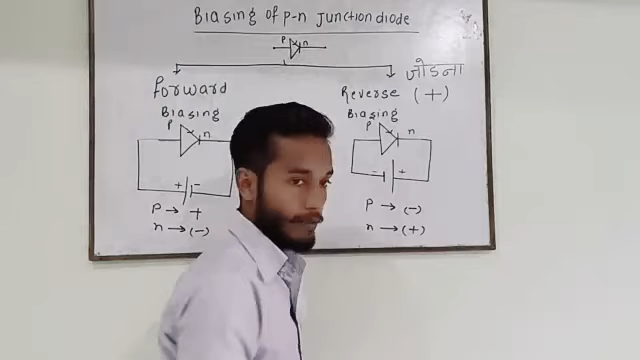 Biasing of p-n junction diode
P n
जोडना
Forward Biasing
P n
+ -
P → +
n → (-)
Reverse (+)
Biasing
P n
- +
P → (-)
n → (+)